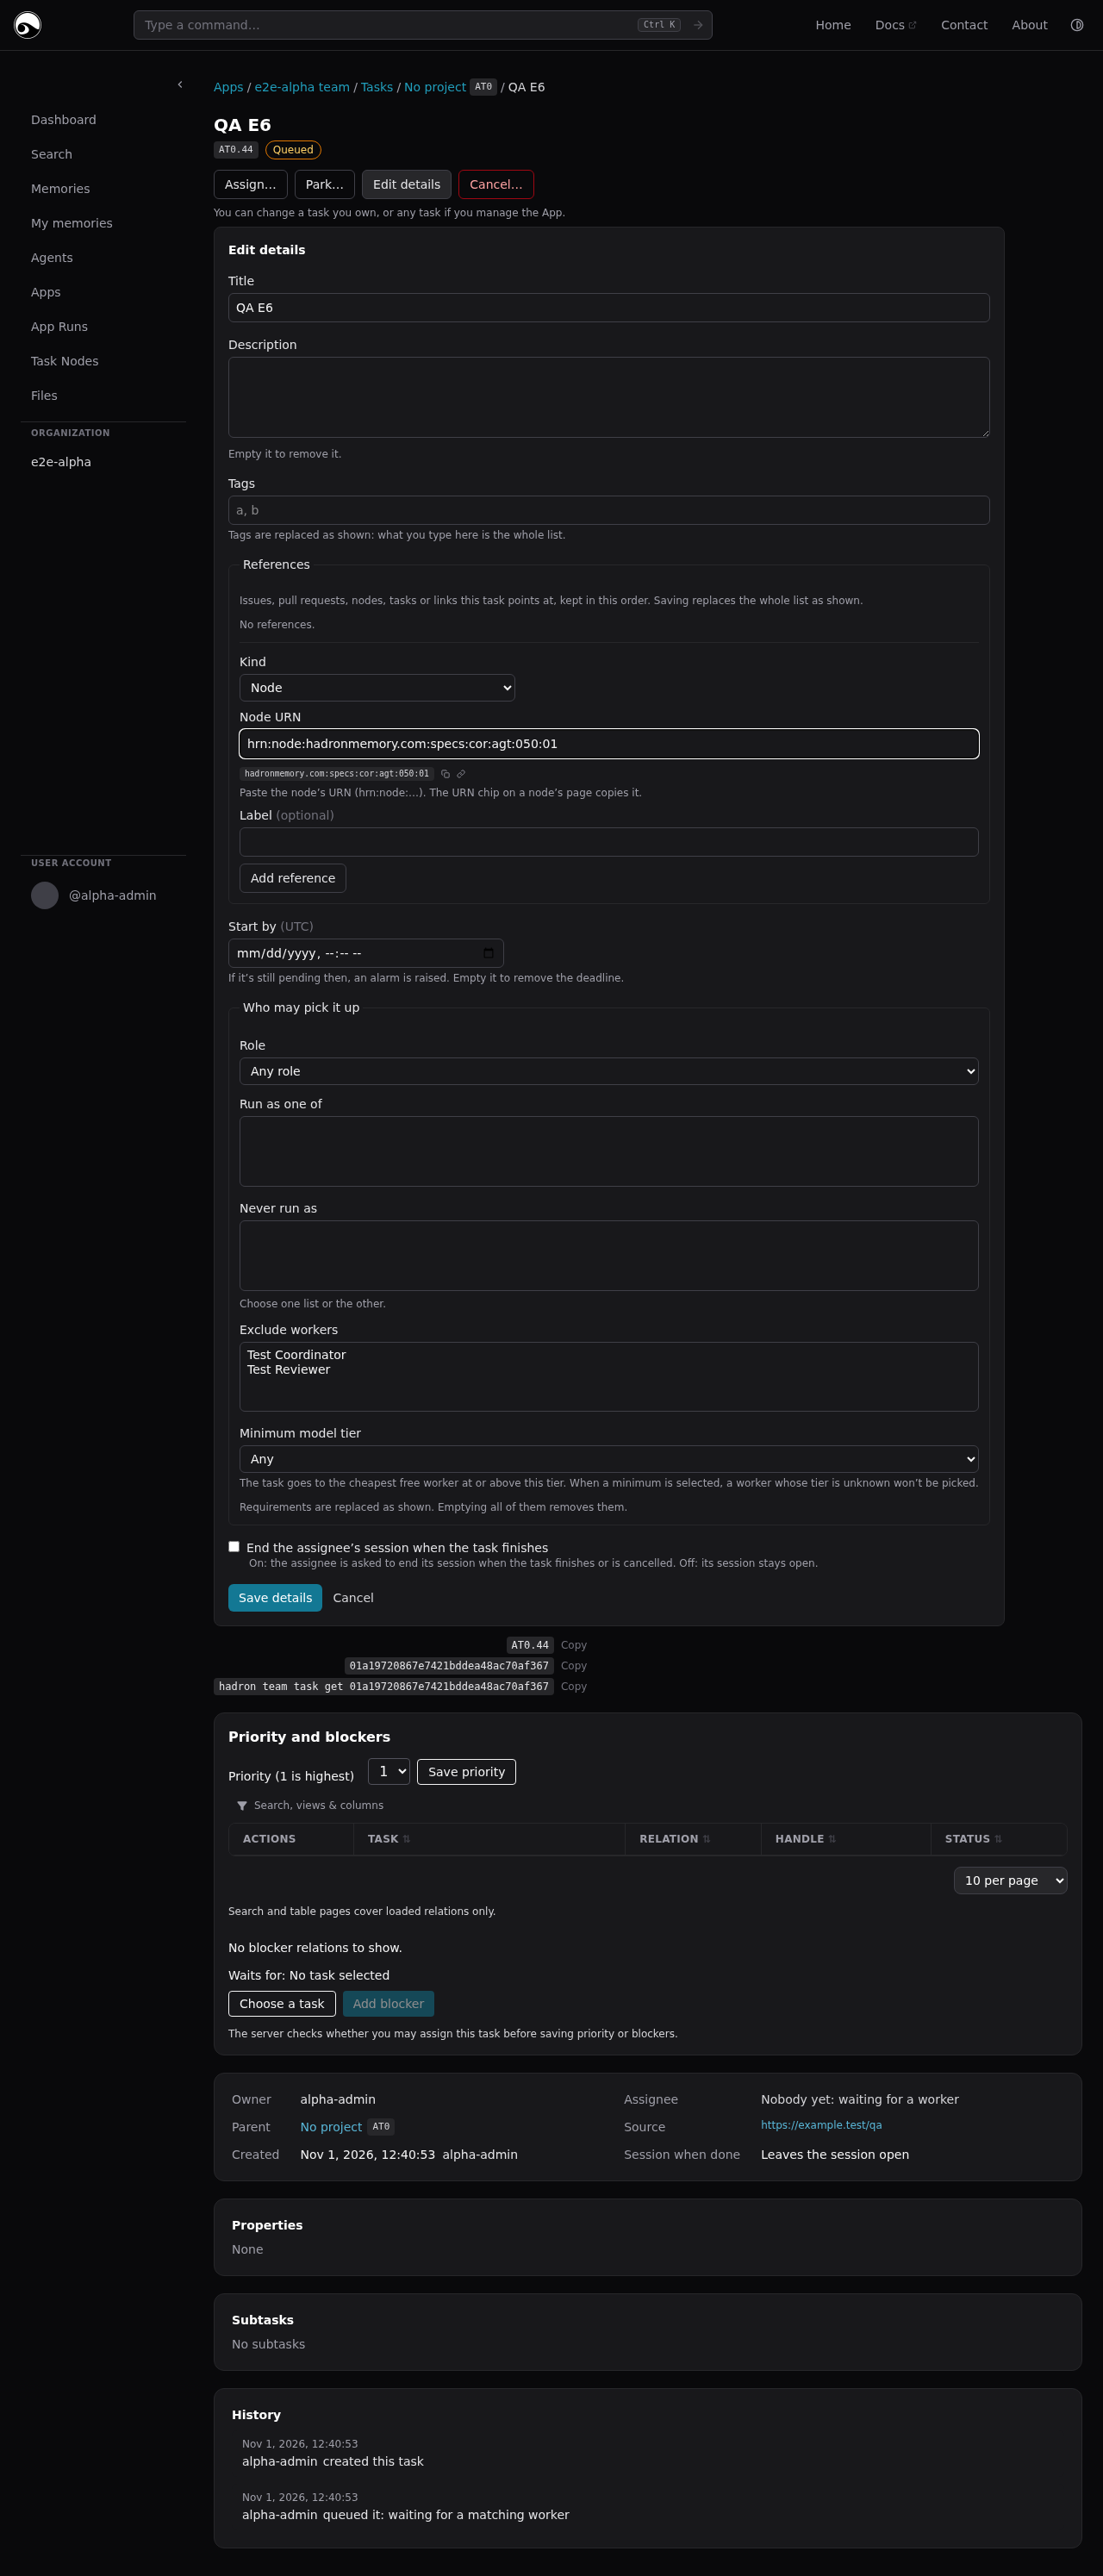 Type a command...
Ctrl K
Home
Docs
Contact
About
Dashboard
Search
Memories
My memories
Agents
Apps
App Runs
Task Nodes
Files
ORGANIZATION
e2e-alpha
USER ACCOUNT
@alpha-admin
Apps / e2e-alpha team / Tasks / No project AT0 / QA E6
QA E6
AT0.44 Queued
Assign… Park… Edit details Cancel…
You can change a task you own, or any task if you manage the App.
Edit details
Title
QA E6
Description
Empty it to remove it.
Tags
a, b
Tags are replaced as shown: what you type here is the whole list.
References
Issues, pull requests, nodes, tasks or links this task points at, kept in this order. Saving replaces the whole list as shown.
No references.
Kind
Node
Node URN
hrn:node:hadronmemory.com:specs:cor:agt:050:01
hadronmemory.com:specs:cor:agt:050:01
Paste the node’s URN (hrn:node:…). The URN chip on a node’s page copies it.
Label (optional)
Add reference
Start by (UTC)
mm/dd/yyyy, --:-- --
If it’s still pending then, an alarm is raised. Empty it to remove the deadline.
Who may pick it up
Role
Any role
Run as one of
Never run as
Choose one list or the other.
Exclude workers
Test Coordinator
Test Reviewer
Minimum model tier
Any
The task goes to the cheapest free worker at or above this tier. When a minimum is selected, a worker whose tier is unknown won’t be picked.
Requirements are replaced as shown. Emptying all of them removes them.
End the assignee’s session when the task finishes
On: the assignee is asked to end its session when the task finishes or is cancelled. Off: its session stays open.
Save details Cancel
AT0.44 Copy
01a19720867e7421bddea48ac70af367 Copy
hadron team task get 01a19720867e7421bddea48ac70af367 Copy
Priority and blockers
Priority (1 is highest) 1 Save priority
Search, views & columns
ACTIONS TASK RELATION HANDLE STATUS
10 per page
Search and table pages cover loaded relations only.
No blocker relations to show.
Waits for: No task selected
Choose a task Add blocker
The server checks whether you may assign this task before saving priority or blockers.
Owner alpha-admin Assignee Nobody yet: waiting for a worker
Parent No project AT0 Source https://example.test/qa
Created Nov 1, 2026, 12:40:53 alpha-admin Session when done Leaves the session open
Properties
None
Subtasks
No subtasks
History
Nov 1, 2026, 12:40:53
alpha-admin created this task
Nov 1, 2026, 12:40:53
alpha-admin queued it: waiting for a matching worker